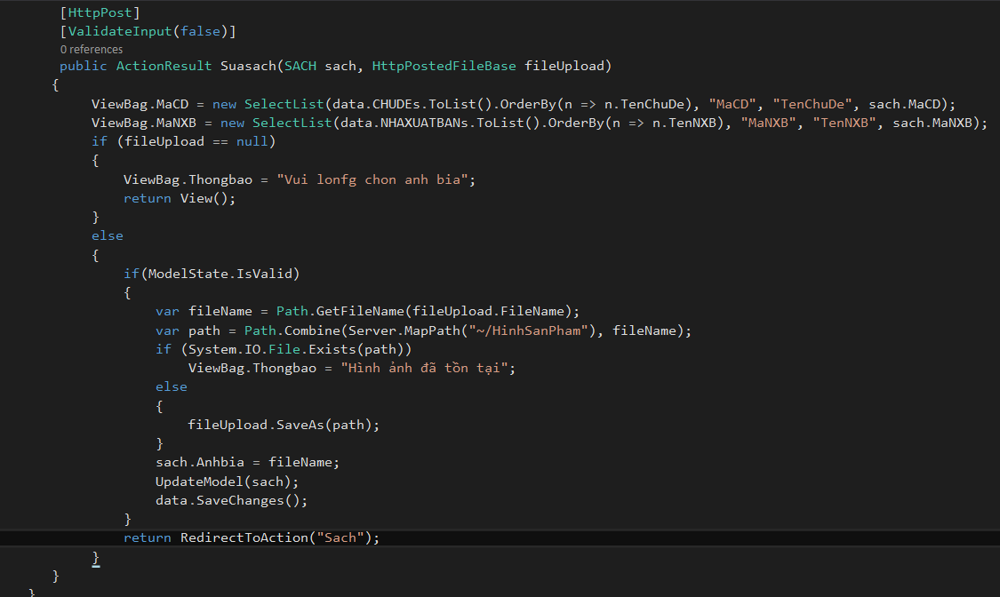 [HttpPost]
[ValidateInput(false)]
0 references
public ActionResult Suasach(SACH sach, HttpPostedFileBase fileUpload)
{
ViewBag.MaCD = new SelectList(data.CHUDEs.ToList().OrderBy(n => n.TenChuDe), "MaCD", "TenChuDe", sach.MaCD);
ViewBag.MaNXB = new SelectList(data.NHAXUATBANs.ToList().OrderBy(n => n.TenNXB), "MaNXB", "TenNXB", sach.MaNXB);
if (fileUpload == null)
{
ViewBag.Thongbao = "Vui lonfg chon anh bia";
return View();
}
else
{
if(ModelState.IsValid)
{
var fileName = Path.GetFileName(fileUpload.FileName);
var path = Path.Combine(Server.MapPath("~/HinhSanPham"), fileName);
if (System.IO.File.Exists(path))
ViewBag.Thongbao = "Hình ảnh đã tồn tại";
else
{
fileUpload.SaveAs(path);
}
sach.Anhbia = fileName;
UpdateModel(sach);
data.SaveChanges();
}
return RedirectToAction("Sach");
}
}
}